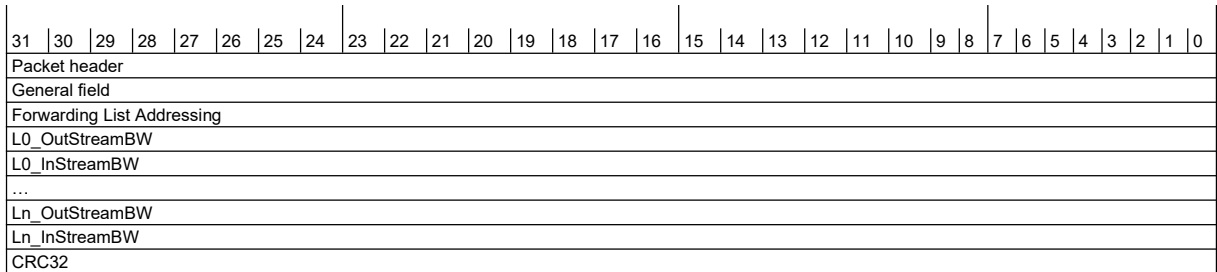 31 30 29 28 27 26 25 24 23 22 21 20 19 18 17 16 15 14 13 12 11 10 9 8 7 6 5 4 3 2 1 0
Packet header
General field
Forwarding List Addressing
L0_OutStreamBW
L0_InStreamBW
…
Ln_OutStreamBW
Ln_InStreamBW
CRC32